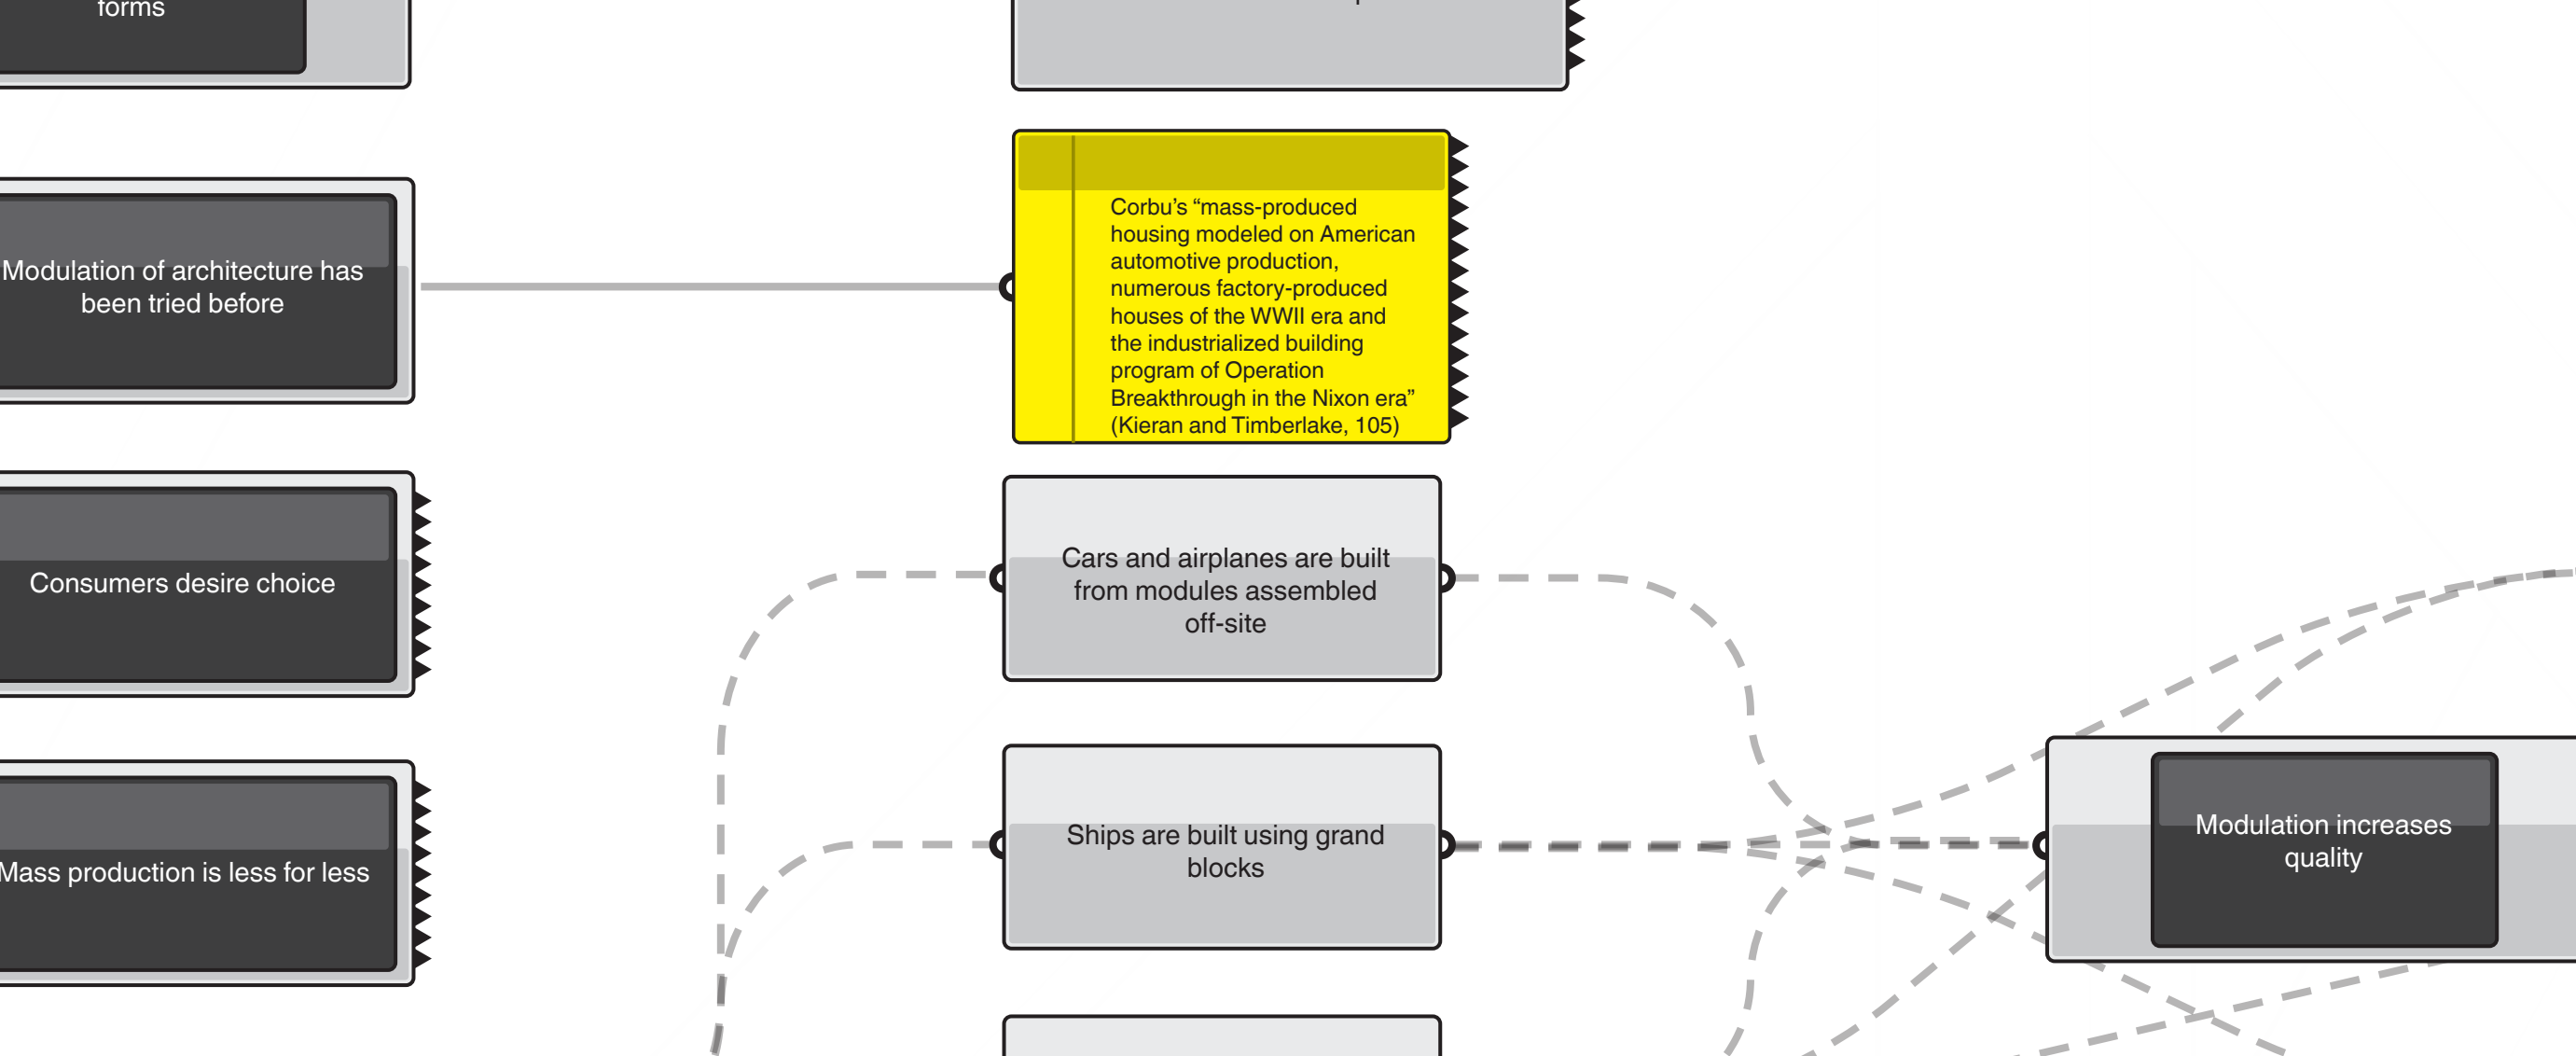 forms
Modulation of architecture has
been tried before
Corbu's “mass-produced
housing modeled on American
automotive production,
numerous factory-produced
houses of the WWII era and
the industrialized building
program of Operation
Breakthrough in the Nixon era”
(Kieran and Timberlake, 105)
Consumers desire choice
Cars and airplanes are built
from modules assembled
off-site
Mass production is less for less
Ships are built using grand
blocks
Modulation increases
quality